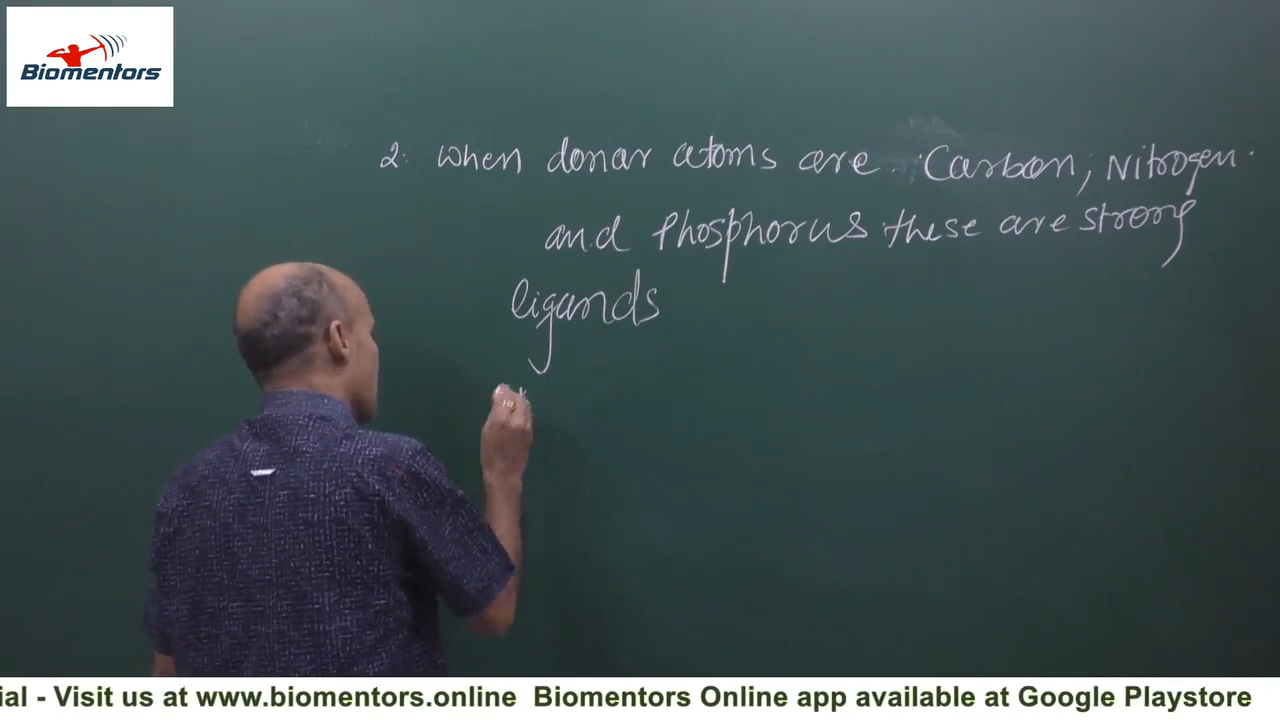 Biomentors
2. When donar atoms are Carbon, Nitrogen
and Phosphorus these are strong
ligands
ial - Visit us at www.biomentors.online Biomentors Online app available at Google Playstore